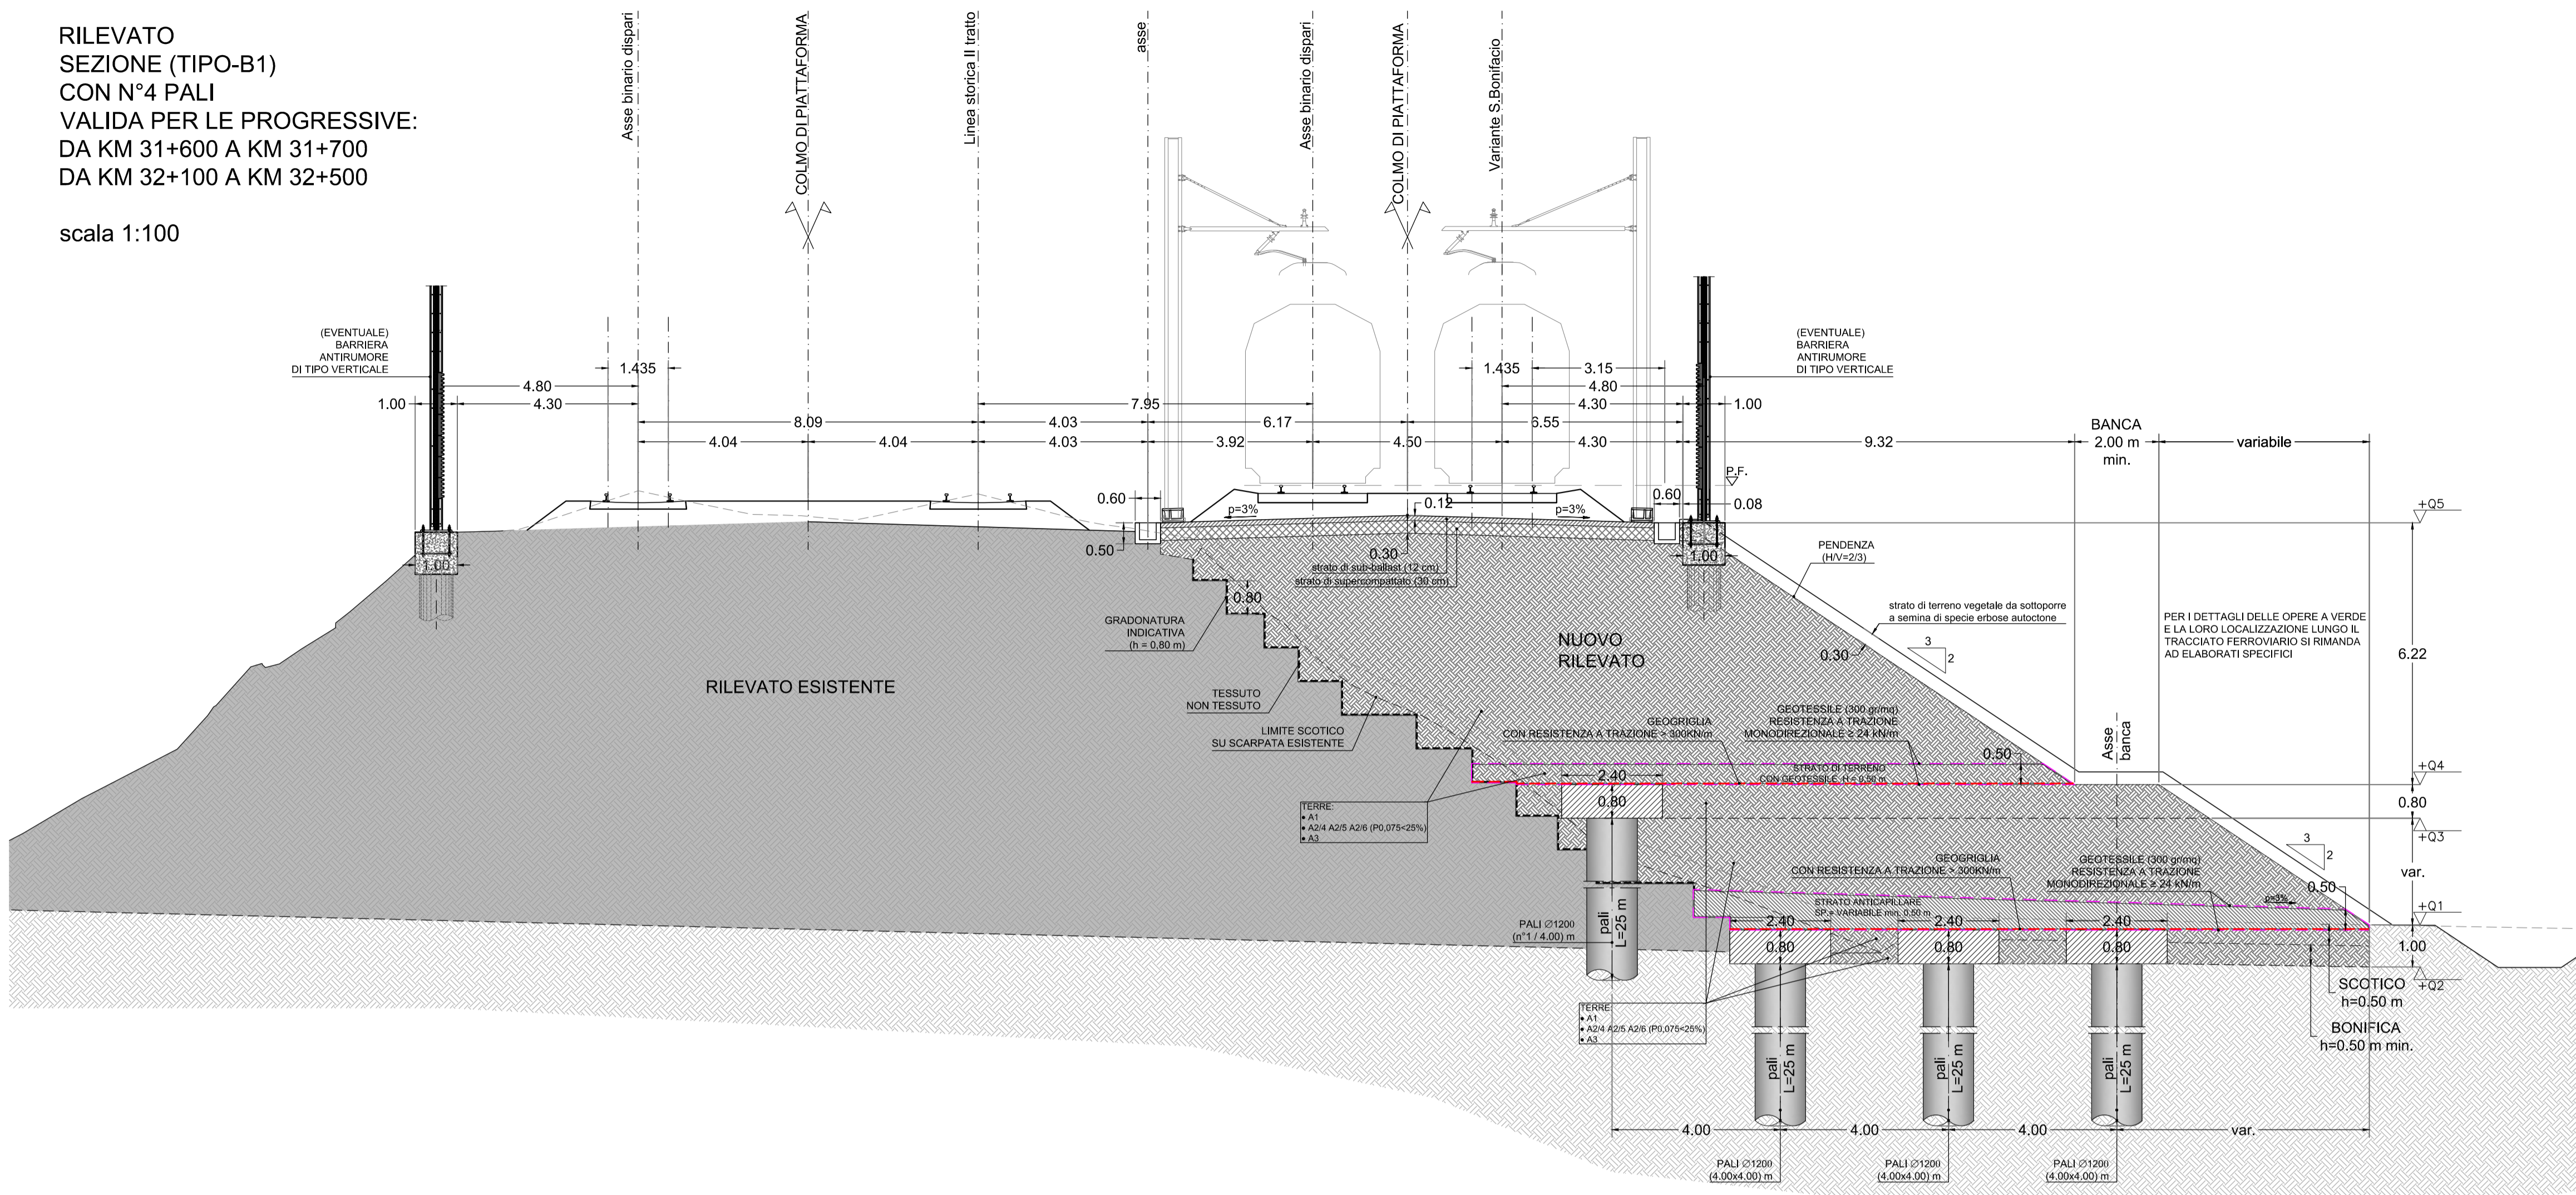 RILEVATO
SEZIONE (TIPO-B1)
CON N°4 PALI
VALIDA PER LE PROGRESSIVE:
DA KM 31+600 A KM 31+700
DA KM 32+100 A KM 32+500
scala 1:100
Asse binario dispari
COLMO DI PIATTAFORMA
Linea storica II tratto
asse
Asse binario dispari
COLMO DI PIATTAFORMA
Variante S.Bonifacio
(EVENTUALE)
BARRIERA
ANTIRUMORE
DI TIPO VERTICALE
(EVENTUALE)
BARRIERA
ANTIRUMORE
DI TIPO VERTICALE
1.435
1.435
3.15
4.80
4.80
1.00
4.30
7.95
4.30
1.00
8.09
4.03
6.17
6.55
4.04
4.04
4.03
3.92
4.50
4.30
9.32
BANCA
2.00 m
min.
variabile
P.F.
0.60
p=3%
0.12
p=3%
0.60
0.08
+Q5
0.50
0.30
1.00
1.00
strato di sub-ballast (12 cm)
strato di supercompattato (30 cm)
PENDENZA
(H/V=2/3)
0.80
GRADONATURA
INDICATIVA
(h = 0,80 m)
strato di terreno vegetale da sottoporre
a semina di specie erbose autoctone
PER I DETTAGLI DELLE OPERE A VERDE
E LA LORO LOCALIZZAZIONE LUNGO IL
TRACCIATO FERROVIARIO SI RIMANDA
AD ELABORATI SPECIFICI
NUOVO
RILEVATO
0.30
3
2
6.22
RILEVATO ESISTENTE
TESSUTO
NON TESSUTO
LIMITE SCOTICO
SU SCARPATA ESISTENTE
GEOGRIGLIA
CON RESISTENZA A TRAZIONE > 300KN/m
GEOTESSILE (300 gr/mq)
RESISTENZA A TRAZIONE
MONODIREZIONALE ≥ 24 kN/m
Asse
banca
0.50
STRATO DI TERRENO
CON GEOTESSILE H = 0,50 m
2.40
0.80
+Q4
0.80
+Q3
TERRE:
• A1
• A2/4 A2/5 A2/6 (P0,075<25%)
• A3
3
2
GEOGRIGLIA
CON RESISTENZA A TRAZIONE > 300KN/m
GEOTESSILE (300 gr/mq)
RESISTENZA A TRAZIONE
MONODIREZIONALE ≥ 24 kN/m
var.
0.50
p=3%
STRATO ANTICAPILLARE
SP.= VARIABILE min. 0,50 m
+Q1
2.40
2.40
2.40
PALI ∅1200
(n°1 / 4.00) m
pali
L=25 m
0.80
0.80
0.80
1.00
+Q2
SCOTICO
h=0.50 m
BONIFICA
h=0.50 m min.
TERRE:
• A1
• A2/4 A2/5 A2/6 (P0,075<25%)
• A3
pali
L=25 m
pali
L=25 m
pali
L=25 m
4.00
4.00
4.00
var.
PALI ∅1200
(4.00x4.00) m
PALI ∅1200
(4.00x4.00) m
PALI ∅1200
(4.00x4.00) m